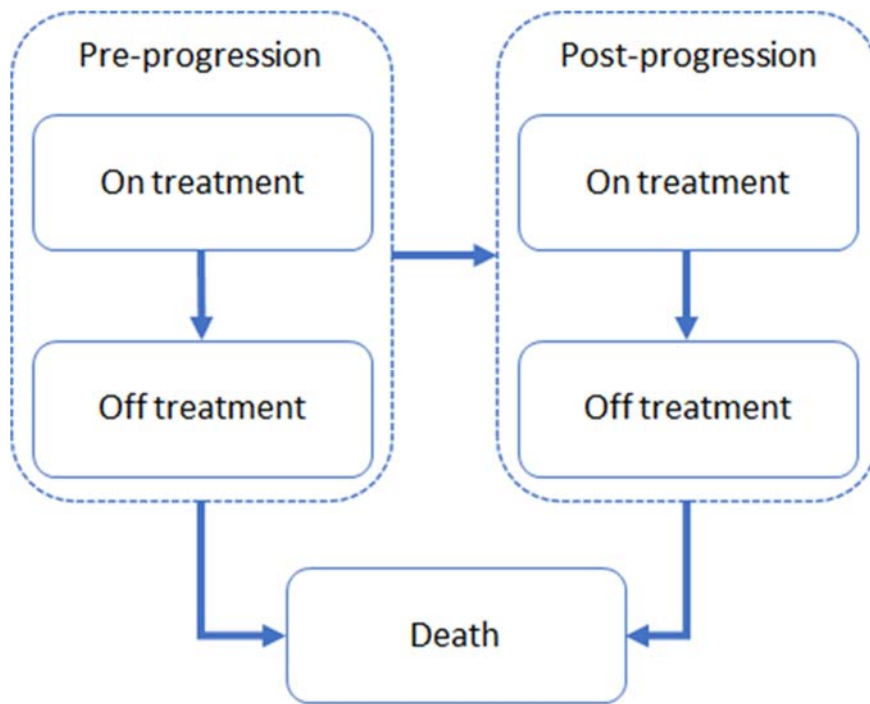 Pre-progression
On treatment
Off treatment
Post-progression
On treatment
Off treatment
Death